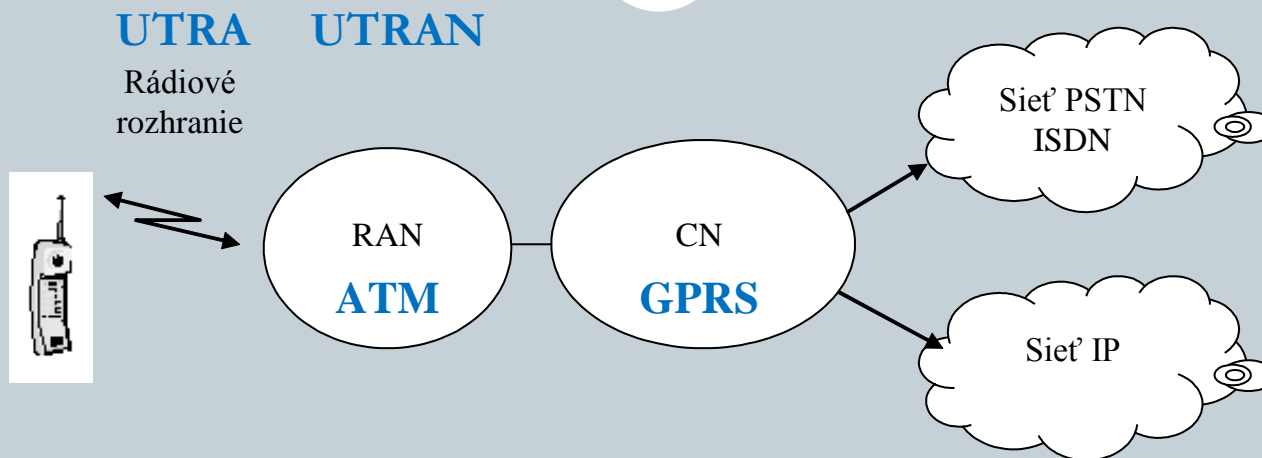 UTRA UTRAN
Rádiové
rozhranie
Sieť PSTN
ISDN
RAN
ATM
CN
GPRS
Sieť IP